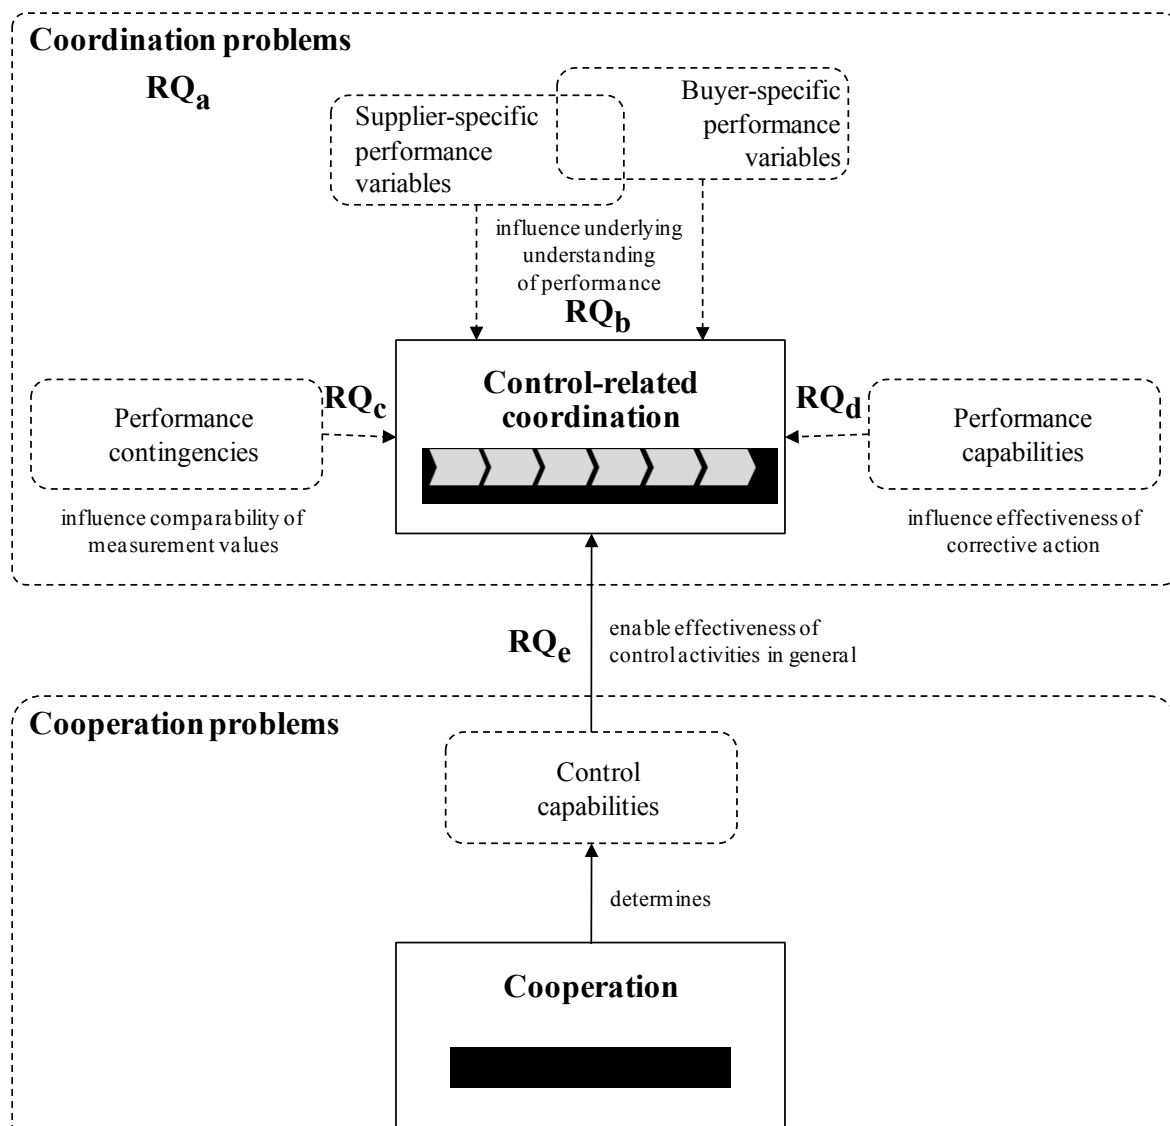 Coordination problems
RQa
Supplier-specific
performance
variables
Buyer-specific
performance
variables
influence underlying
understanding
of performance
RQb
Control-related
coordination
Performance
contingencies
RQc
influence comparability of
measurement values
RQd
Performance
capabilities
influence effectiveness of
corrective action
RQe
enable effectiveness of
control activities in general
Cooperation problems
Control
capabilities
determines
Cooperation